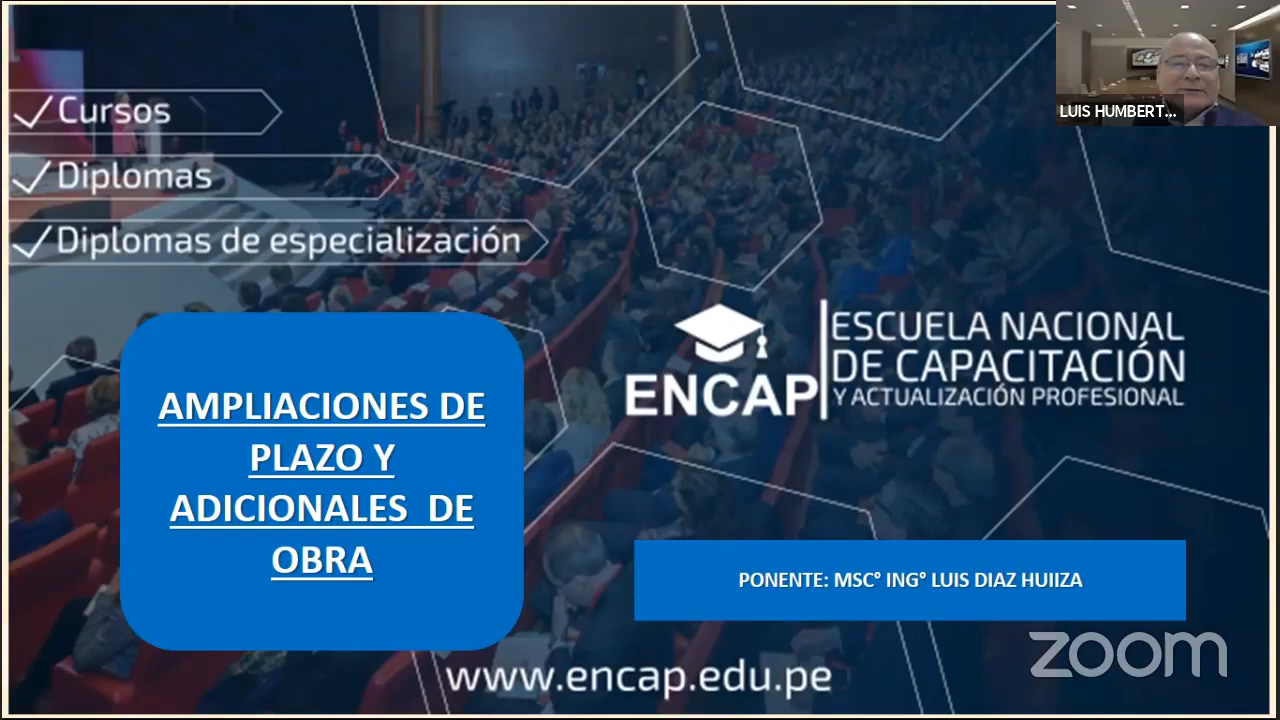 Cursos
Diplomas
Diplomas de especialización
LUIS HUMBERT...
ENCAP
ESCUELA NACIONAL
DE CAPACITACIÓN
Y ACTUALIZACIÓN PROFESIONAL
AMPLIACIONES DE
PLAZO Y
ADICIONALES DE
OBRA
PONENTE: MSC° ING° LUIS DIAZ HUIIZA
zoom
www.encap.edu.pe